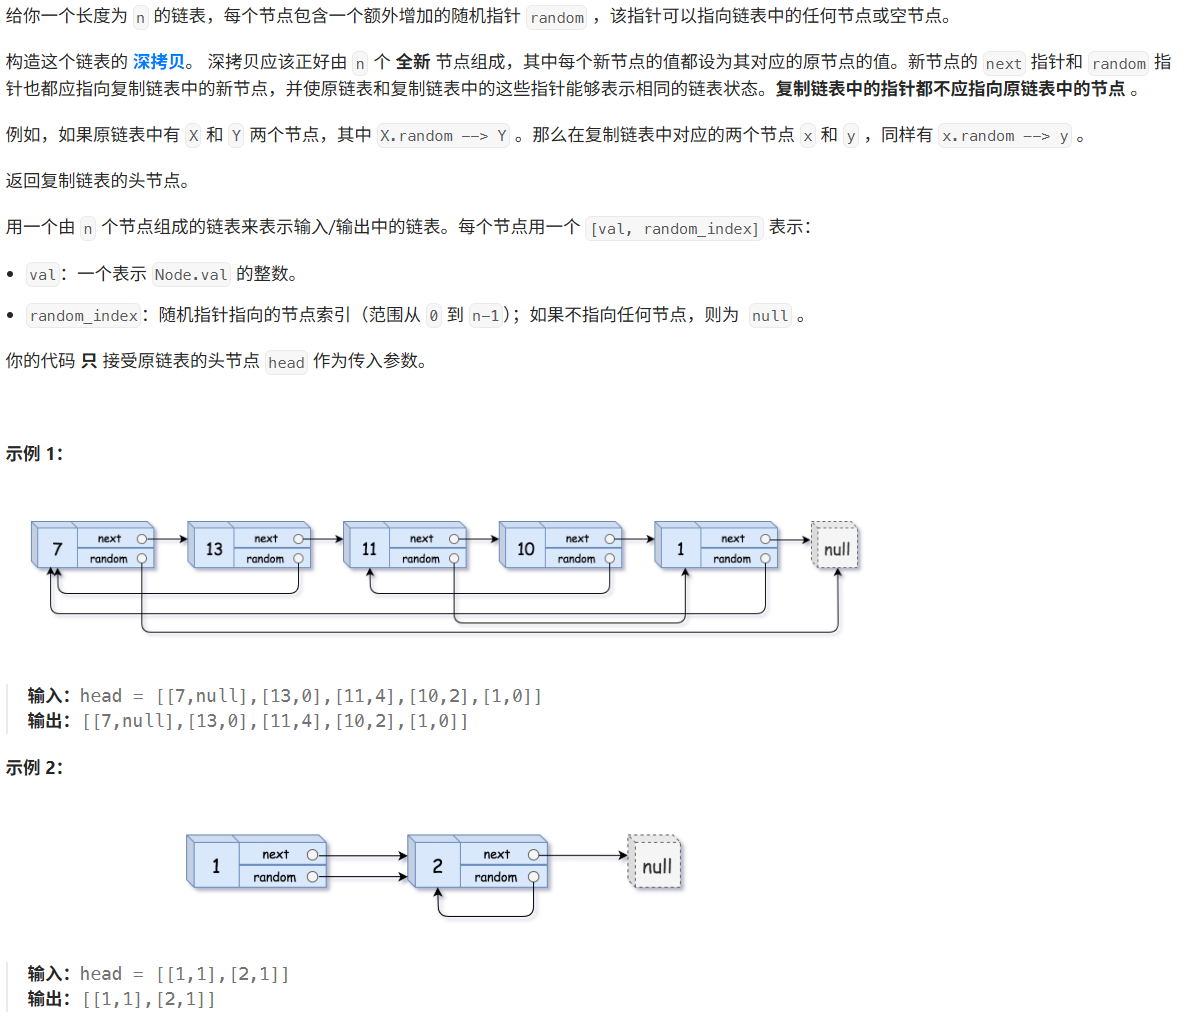 给你一个长度为 n 的链表，每个节点包含一个额外增加的随机指针 random ，该指针可以指向链表中的任何节点或空节点。
构造这个链表的 深拷贝。 深拷贝应该正好由 n 个 全新 节点组成，其中每个新节点的值都设为其对应的原节点的值。新节点的 next 指针和 random 指
针也都应指向复制链表中的新节点，并使原链表和复制链表中的这些指针能够表示相同的链表状态。复制链表中的指针都不应指向原链表中的节点 。
例如，如果原链表中有 X 和 Y 两个节点，其中 X.random --> Y 。那么在复制链表中对应的两个节点 x 和 y ，同样有 x.random --> y 。
返回复制链表的头节点。
用一个由 n 个节点组成的链表来表示输入/输出中的链表。每个节点用一个 [val, random_index] 表示：
• val：一个表示 Node.val 的整数。
• random_index：随机指针指向的节点索引（范围从 0 到 n-1）；如果不指向任何节点，则为 null 。
你的代码 只 接受原链表的头节点 head 作为传入参数。
示例 1：
7 next random 13 next random 11 next random 10 next random 1 next random null
输入：head = [[7,null],[13,0],[11,4],[10,2],[1,0]]
输出：[[7,null],[13,0],[11,4],[10,2],[1,0]]
示例 2：
1 next random 2 next random null
输入：head = [[1,1],[2,1]]
输出：[[1,1],[2,1]]